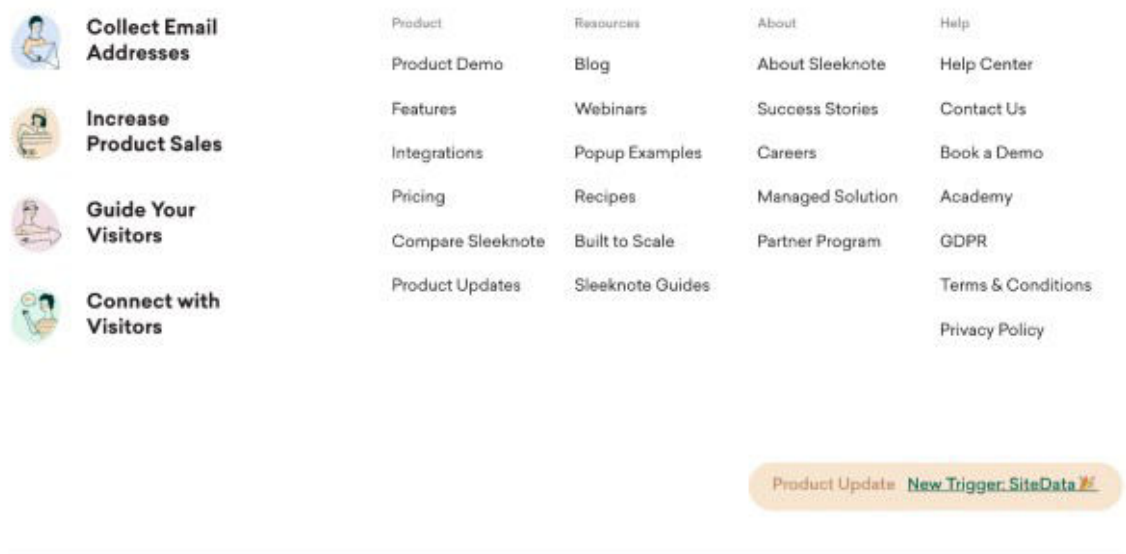 Collect Email
Addresses
Increase
Product Sales
Guide Your
Visitors
Connect with
Visitors
Product
Product Demo
Features
Integrations
Pricing
Compare Sleeknote
Product Updates
Resources
Blog
Webinars
Popup Examples
Recipes
Built to Scale
Sleeknote Guides
About
About Sleeknote
Success Stories
Careers
Managed Solution
Partner Program
Help
Help Center
Contact Us
Book a Demo
Academy
GDPR
Terms & Conditions
Privacy Policy
Product Update New Trigger: SiteData🎉